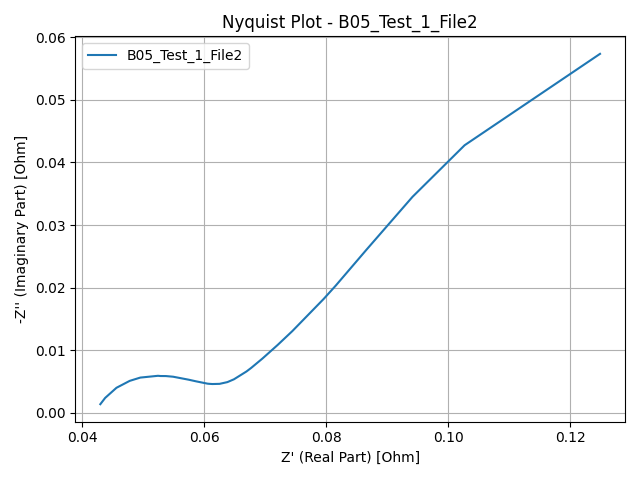 Nyquist Plot - B05_Test_1_File2
B05_Test_1_File2
-Z'' (Imaginary Part) [Ohm]
0.06
0.05
0.04
0.03
0.02
0.01
0.00
0.04 0.06 0.08 0.10 0.12
Z' (Real Part) [Ohm]